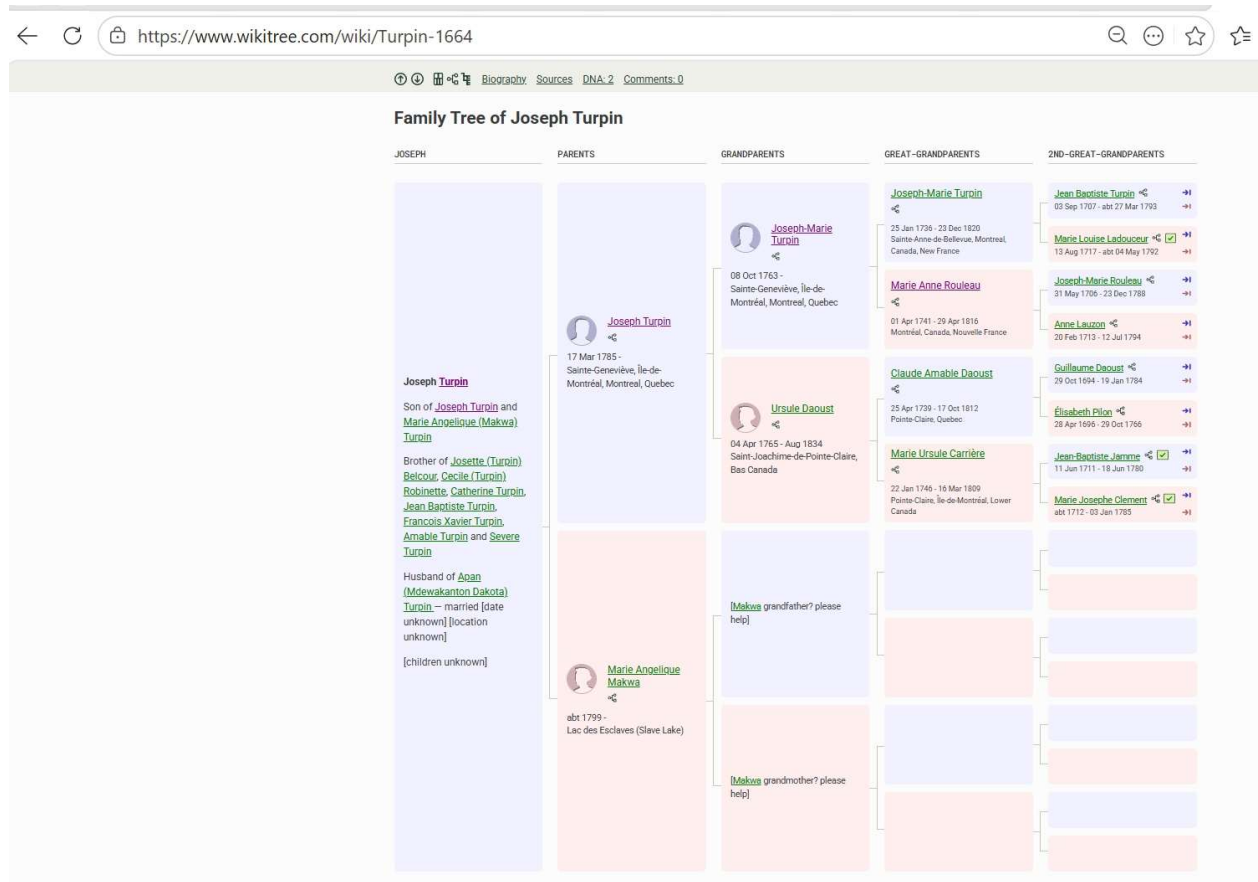 https://www.wikitree.com/wiki/Turpin-1664
Biography Sources DNA: 2 Comments: 0
Family Tree of Joseph Turpin
JOSEPH PARENTS GRANDPARENTS GREAT-GRANDPARENTS 2ND-GREAT-GRANDPARENTS
Joseph Turpin
Son of Joseph Turpin and
Marie Angelique (Makwa)
Turpin
Brother of Josette (Turpin)
Belcour, Cecile (Turpin)
Robinette, Catherine Turpin,
Jean Baptiste Turpin,
Francois Xavier Turpin,
Amable Turpin and Severe
Turpin
Husband of Apan
(Mdewakanton Dakota)
Turpin — married [date
unknown] [location
unknown]
[children unknown]
Joseph Turpin
17 Mar 1785 -
Sainte-Geneviève, Île-de-
Montréal, Montreal, Quebec
Marie Angelique
Makwa
abt 1799 -
Lac des Esclaves (Slave Lake)
Joseph-Marie
Turpin
08 Oct 1763 -
Sainte-Geneviève, Île-de-
Montréal, Montreal, Quebec
Ursule Daoust
04 Apr 1765 - Aug 1834
Saint-Joachime-de-Pointe-Claire,
Bas Canada
[Makwa grandfather? please
help]
[Makwa grandmother? please
help]
Joseph-Marie Turpin
25 Jan 1736 - 23 Dec 1820
Sainte-Anne-de-Bellevue, Montreal,
Canada, New France
Marie Anne Rouleau
01 Apr 1741 - 29 Apr 1816
Montréal, Canada, Nouvelle France
Claude Amable Daoust
25 Apr 1739 - 17 Oct 1812
Pointe-Claire, Quebec
Marie Ursule Carrière
22 Jan 1746 - 16 Mar 1809
Pointe-Claire, Île-de-Montréal, Lower
Canada
Jean Baptiste Turpin
03 Sep 1707 - abt 27 Mar 1793
Marie Louise Ladouceur
13 Aug 1717 - abt 04 May 1792
Joseph-Marie Rouleau
31 May 1706 - 23 Dec 1788
Anne Lauzon
20 Feb 1713 - 12 Jul 1794
Guillaume Daoust
29 Oct 1694 - 19 Jan 1784
Élisabeth Pilon
28 Apr 1696 - 29 Oct 1766
Jean-Baptiste Jamme
11 Jun 1711 - 18 Jun 1780
Marie Josephe Clement
abt 1712 - 03 Jan 1785